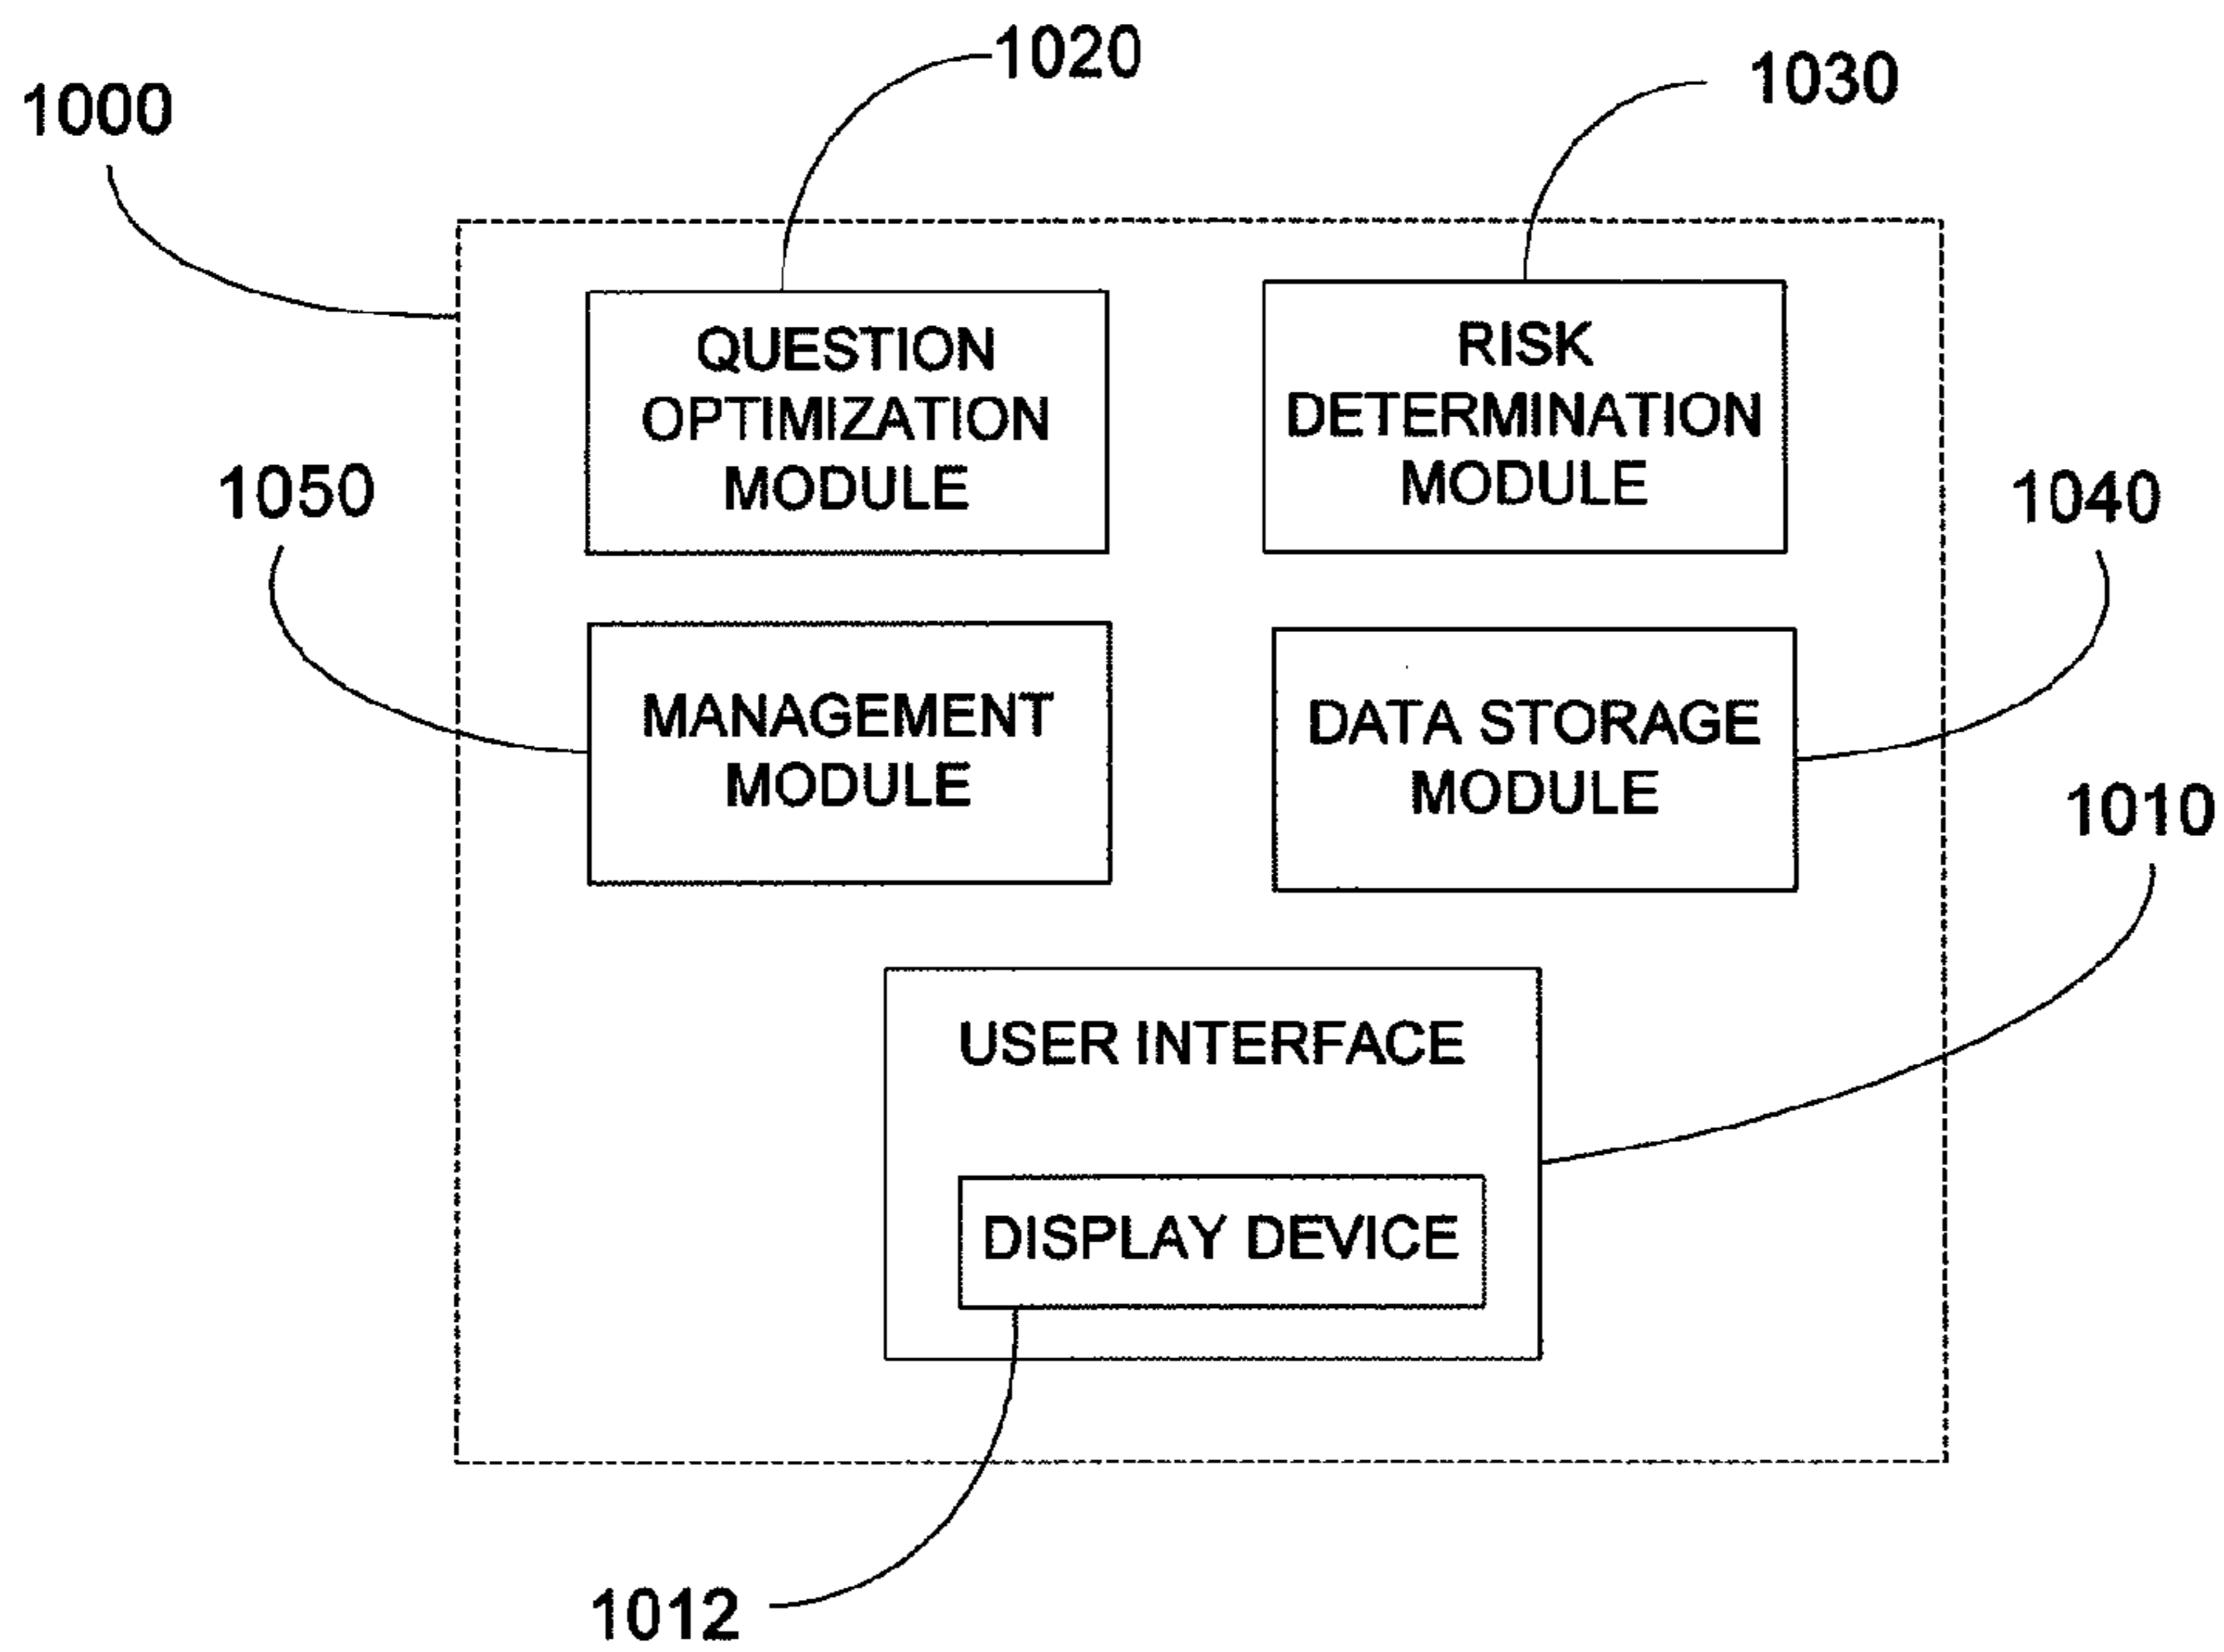 1020
1030
1000
QUESTION
OPTIMIZATION
MODULE
RISK
DETERMINATION
MODULE
1050
1040
MANAGEMENT
MODULE
DATA STORAGE
MODULE
1010
USER INTERFACE
DISPLAY DEVICE
1012